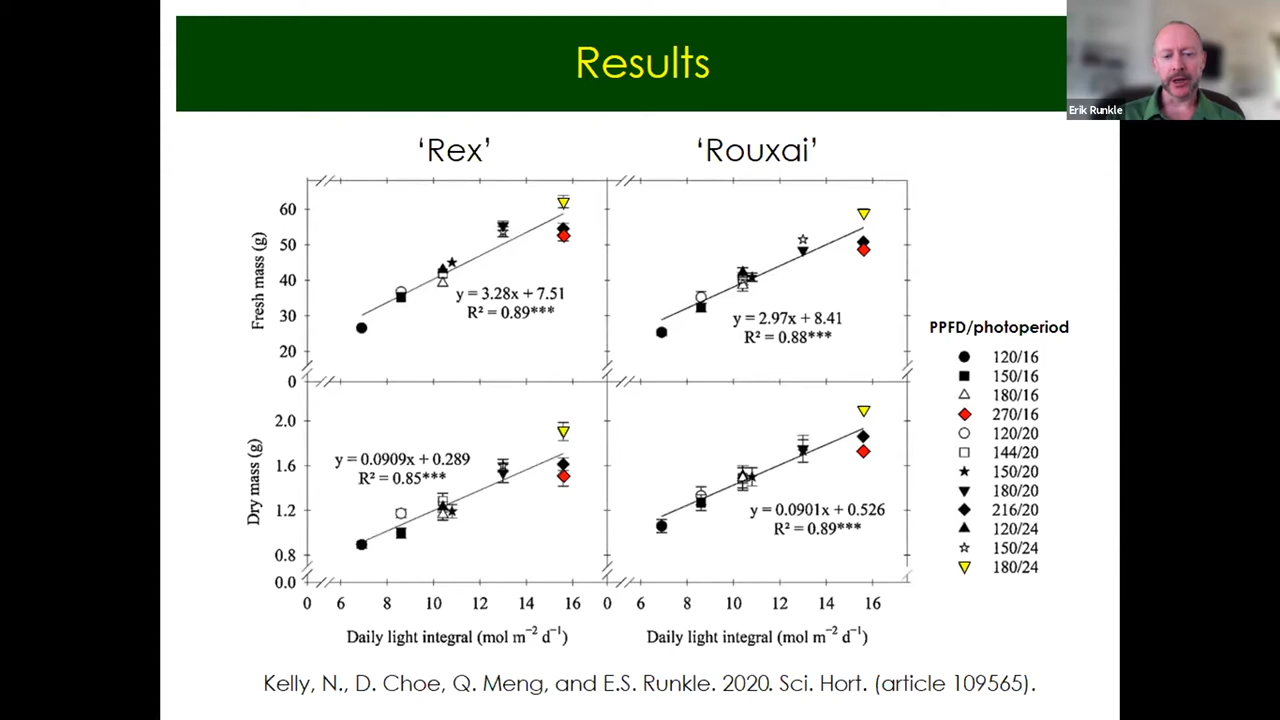 Results
Erik Runkle
‘Rex’
‘Rouxai’
Fresh mass (g)
60
50
40
30
20
0
y = 3.28x + 7.51
R² = 0.89***
y = 2.97x + 8.41
R² = 0.88***
Dry mass (g)
2.0
1.6
1.2
0.8
0.0
y = 0.0909x + 0.289
R² = 0.85***
y = 0.0901x + 0.526
R² = 0.89***
0 6 8 10 12 14 16 0 6 8 10 12 14 16
Daily light integral (mol m⁻² d⁻¹)
Daily light integral (mol m⁻² d⁻¹)
PPFD/photoperiod
120/16
150/16
180/16
270/16
120/20
144/20
150/20
180/20
216/20
120/24
150/24
180/24
Kelly, N., D. Choe, Q. Meng, and E.S. Runkle. 2020. Sci. Hort. (article 109565).